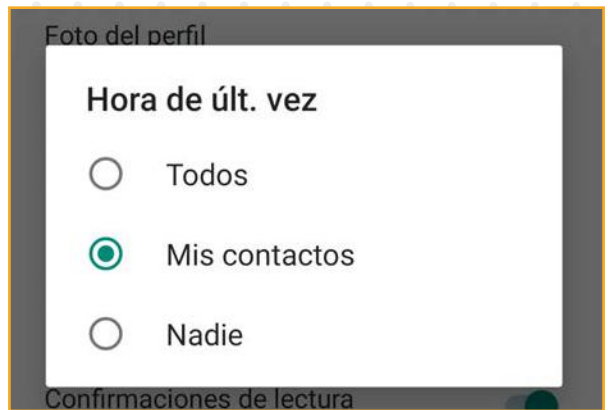 Foto del perfil
Hora de últ. vez
Todos
Mis contactos
Nadie
Confirmaciones de lectura